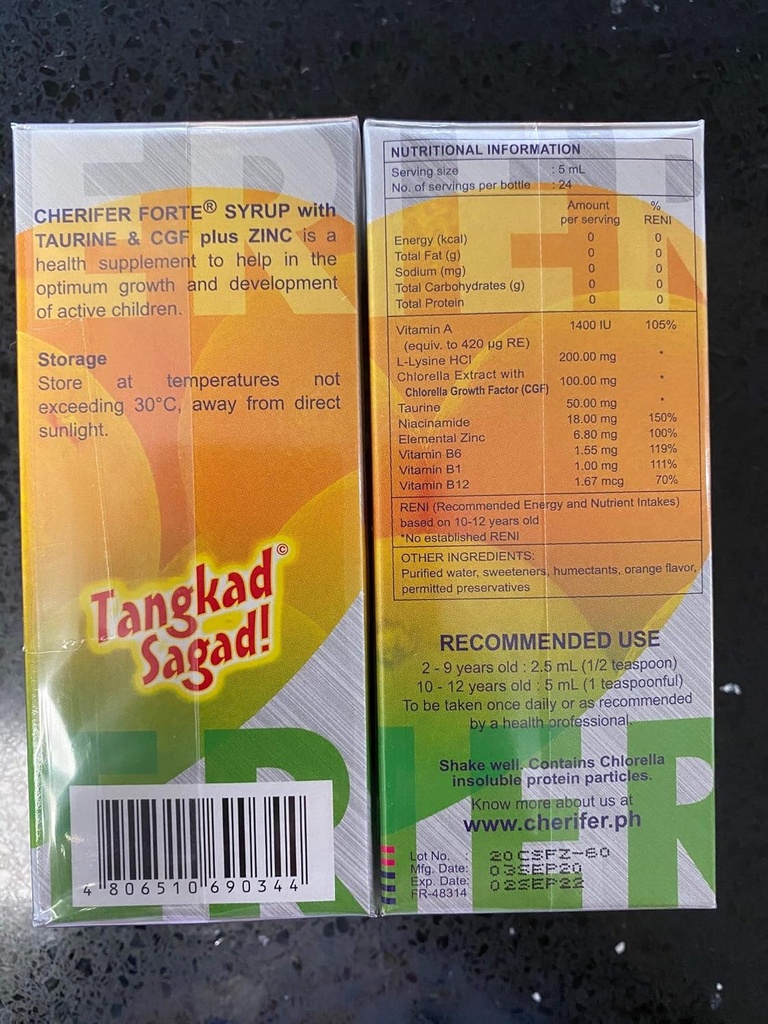 CHERIFER FORTE® SYRUP with
TAURINE & CGF plus ZINC is a
health supplement to help in the
optimum growth and development
of active children.
Storage
Store at temperatures not
exceeding 30°C, away from direct
sunlight.
Tangkad©
Sagad!
4 806510 690344
NUTRITIONAL INFORMATION
Serving size : 5 mL
No. of servings per bottle : 24
Amount %
per serving RENI
Energy (kcal) 0 0
Total Fat (g) 0 0
Sodium (mg) 0 0
Total Carbohydrates (g) 0 0
Total Protein 0 0
Vitamin A 1400 IU 105%
(equiv. to 420 µg RE)
L-Lysine HCl 200.00 mg *
Chlorella Extract with 100.00 mg *
Chlorella Growth Factor (CGF)
Taurine 50.00 mg *
Niacinamide 18.00 mg 150%
Elemental Zinc 6.80 mg 100%
Vitamin B6 1.55 mg 119%
Vitamin B1 1.00 mg 111%
Vitamin B12 1.67 mcg 70%
RENI (Recommended Energy and Nutrient Intakes)
based on 10-12 years old
*No established RENI
OTHER INGREDIENTS:
Purified water, sweeteners, humectants, orange flavor,
permitted preservatives
RECOMMENDED USE
2 - 9 years old : 2.5 mL (1/2 teaspoon)
10 - 12 years old : 5 mL (1 teaspoonful)
To be taken once daily or as recommended
by a health professional.
Shake well. Contains Chlorella
insoluble protein particles.
Know more about us at
www.cherifer.ph
Lot No. : 20CSFZ-60
Mfg. Date: 03SEP20
Exp. Date: 02SEP22
FR-48314